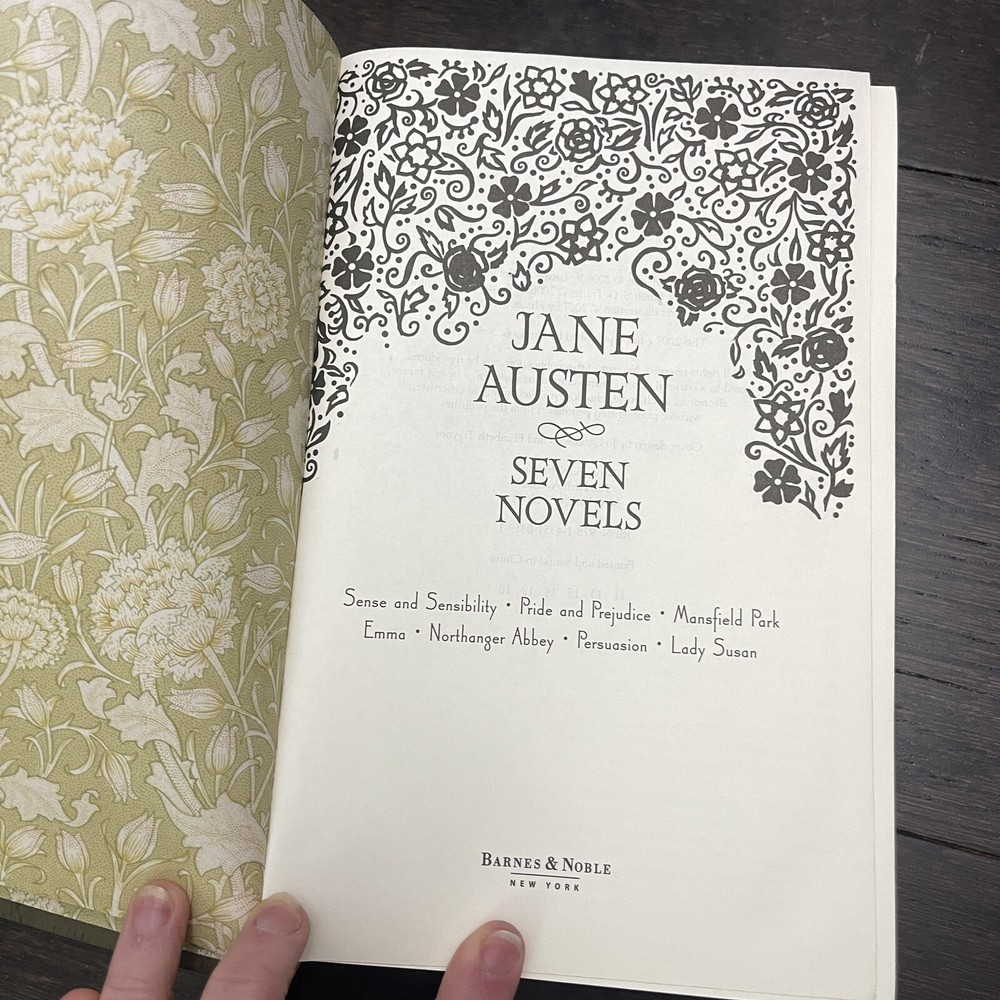 JANE
AUSTEN
SEVEN
NOVELS
Sense and Sensibility • Pride and Prejudice • Mansfield Park
Emma • Northanger Abbey • Persuasion • Lady Susan
BARNES & NOBLE
NEW YORK